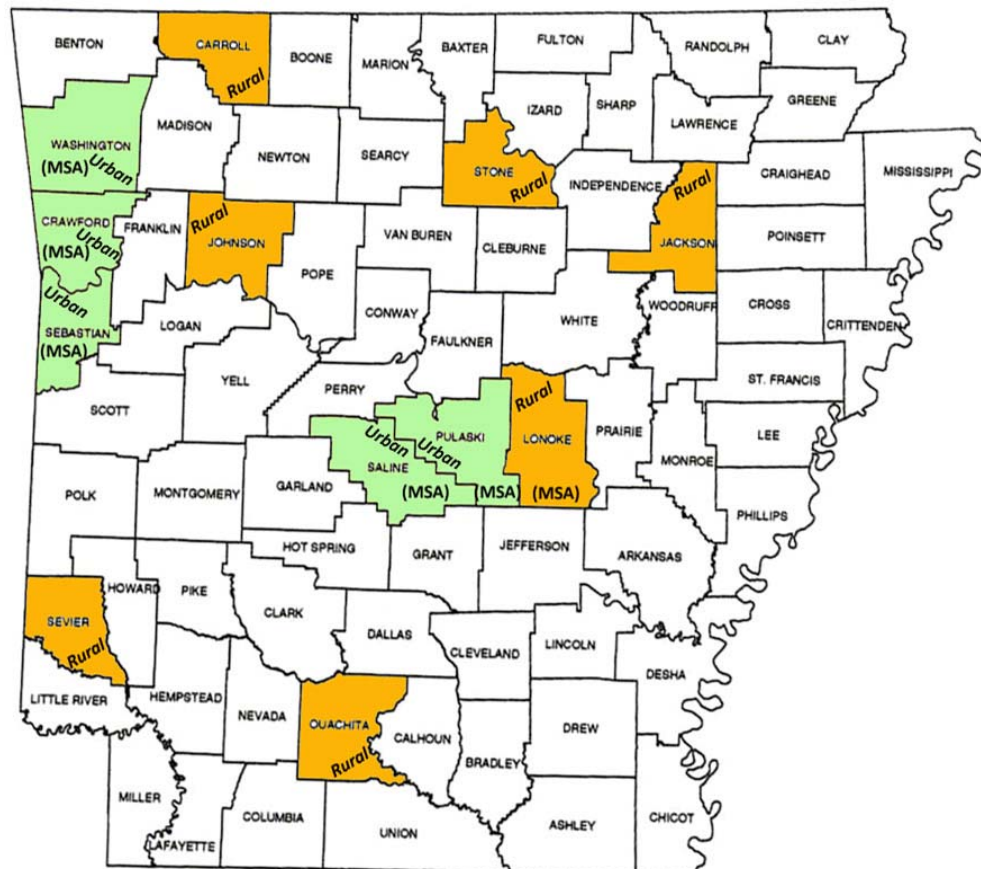 BENTON
CARROLL
Rural
BOONE
MARION
BAXTER
FULTON
RANDOLPH
CLAY
WASHINGTON
(MSA) Urban
MADISON
NEWTON
SEARCY
STONE
Rural
IZARD
SHARP
LAWRENCE
GREENE
INDEPENDENCE
Rural
JACKSON
CRAIGHEAD
MISSISSIPPI
POINSETT
CRAWFORD
Urban
(MSA)
FRANKLIN
Rural
JOHNSON
POPE
VAN BUREN
CLEBURNE
Urban
SEBASTIAN
(MSA)
LOGAN
CONWAY
FAULKNER
WHITE
WOODRUFF
CROSS
CRITTENDEN
ST. FRANCIS
SCOTT
YELL
PERRY
Urban
SALINE
(MSA)
PULASKI
Urban
(MSA)
Rural
LONOKE
(MSA)
PRAIRIE
MONROE
LEE
PHILLIPS
POLK
MONTGOMERY
GARLAND
HOT SPRING
GRANT
JEFFERSON
ARKANSAS
SEVIER
Rural
HOWARD
PIKE
CLARK
DALLAS
CLEVELAND
LINCOLN
DESHA
LITTLE RIVER
HEMPSTEAD
NEVADA
OUACHITA
Rural
CALHOUN
BRADLEY
DREW
MILLER
LAFAYETTE
COLUMBIA
UNION
ASHLEY
CHICOT